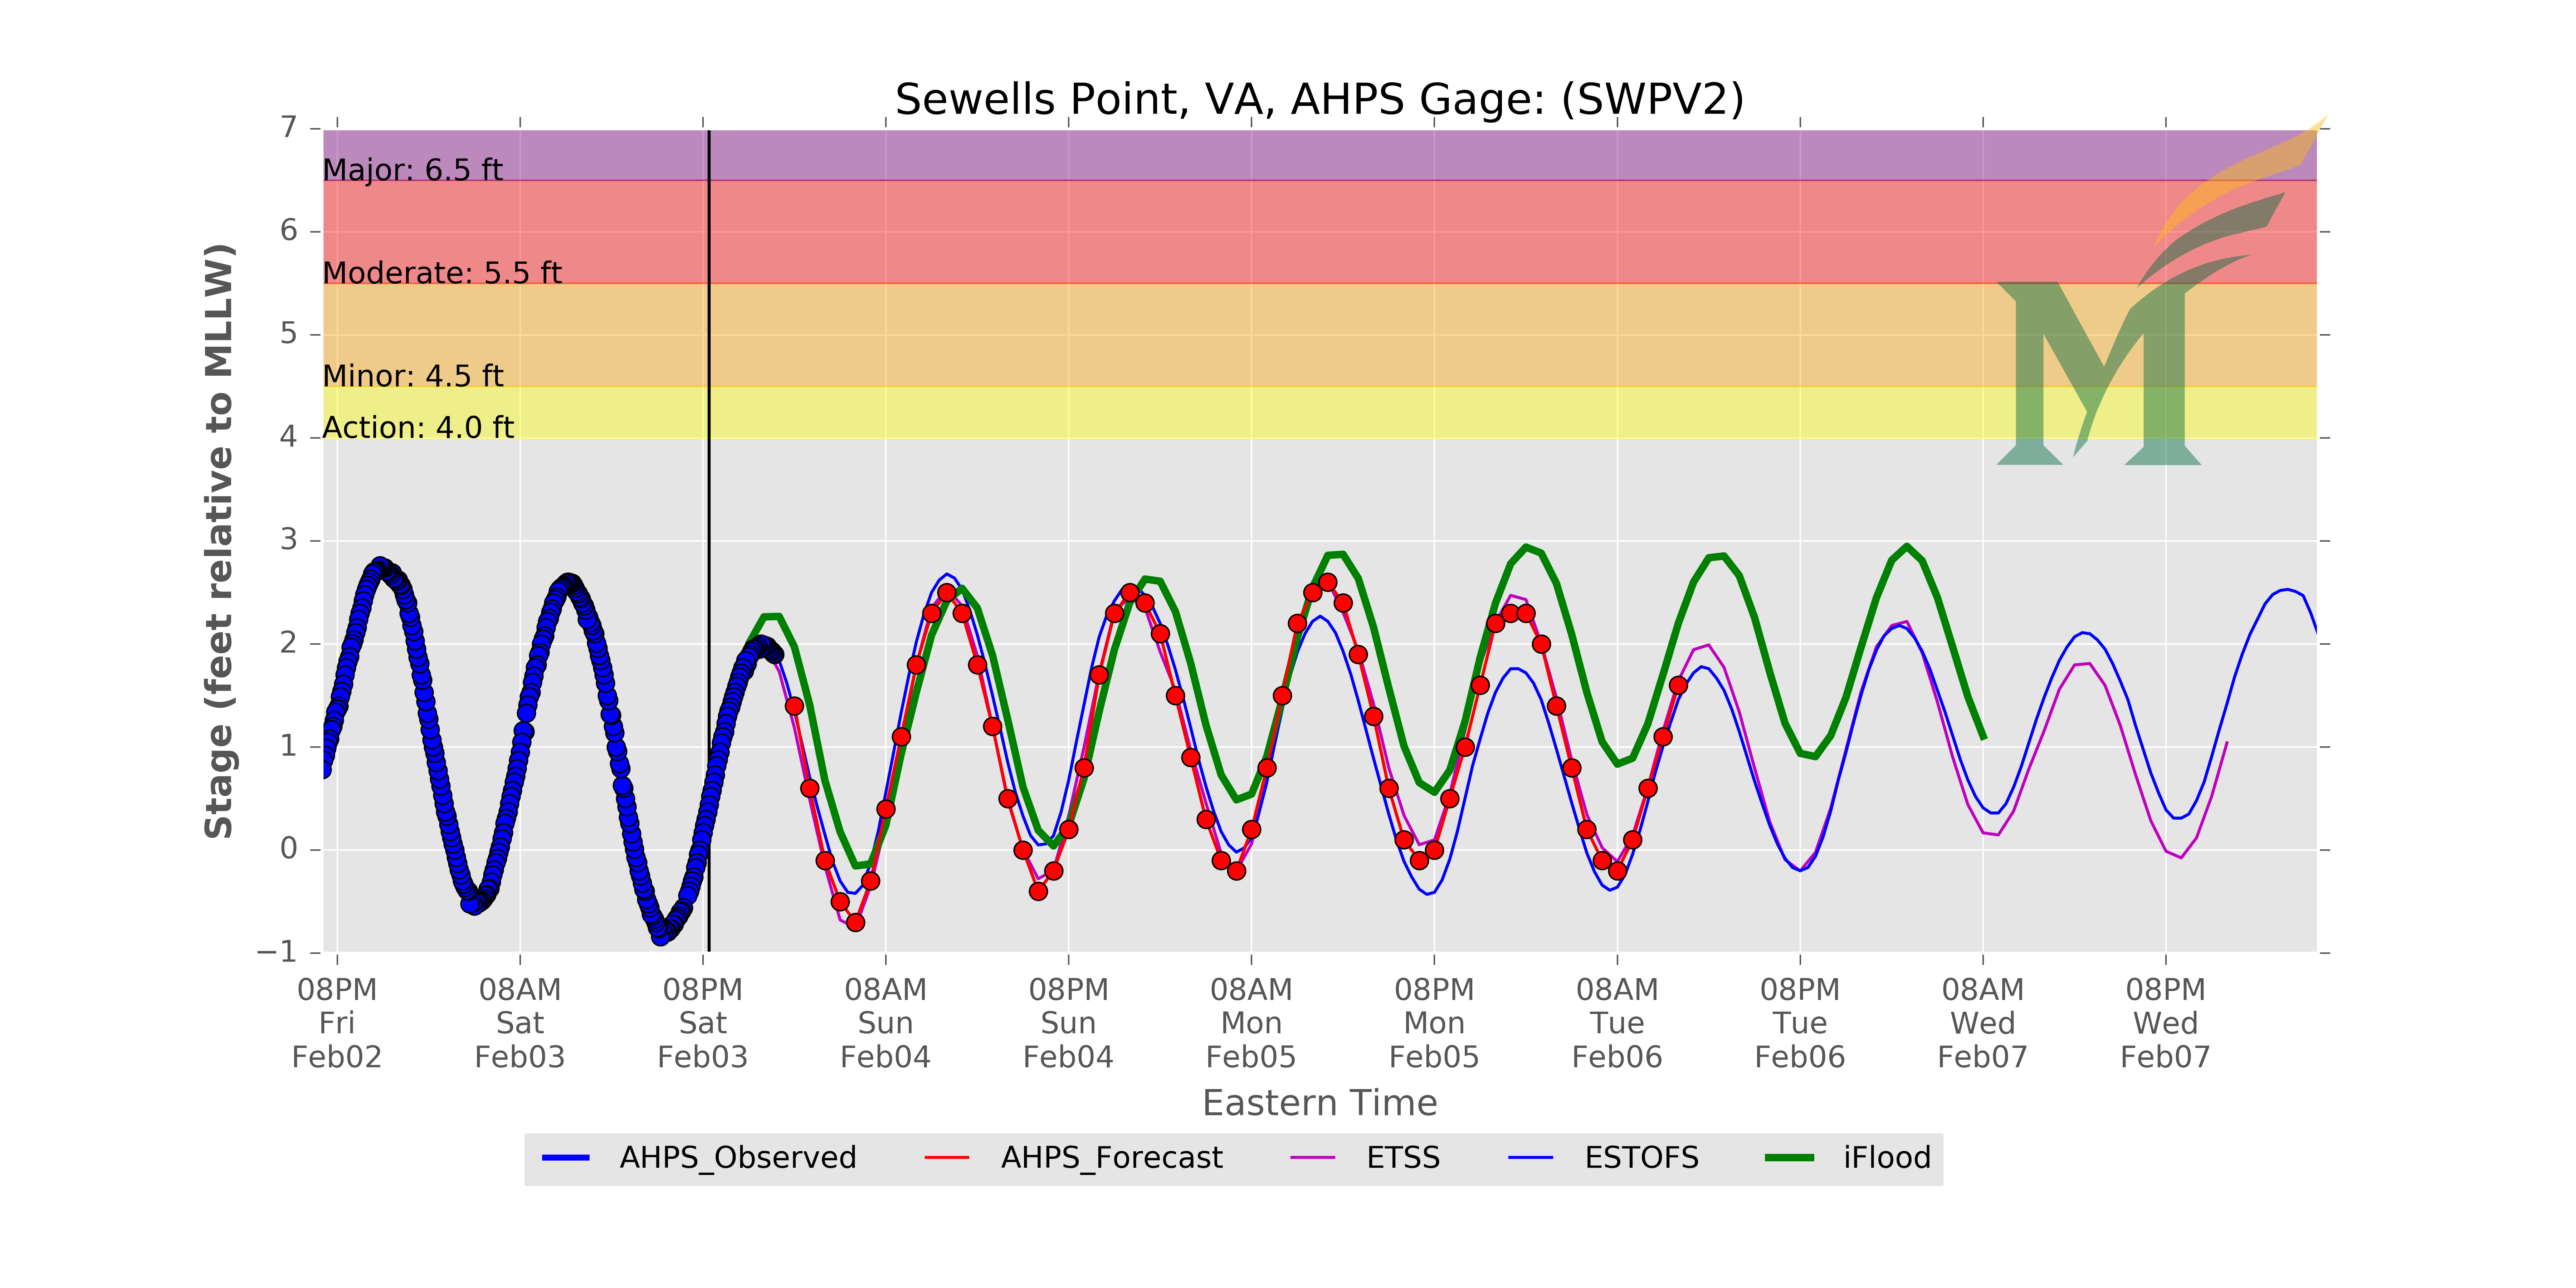 Sewells Point, VA, AHPS Gage: (SWPV2)
7
Major: 6.5 ft
6
Moderate: 5.5 ft
5
Minor: 4.5 ft
Action: 4.0 ft
4
3
2
1
0
−1
Stage (feet relative to MLLW)
08PM Fri Feb02
08AM Sat Feb03
08PM Sat Feb03
08AM Sun Feb04
08PM Sun Feb04
08AM Mon Feb05
08PM Mon Feb05
08AM Tue Feb06
08PM Tue Feb06
08AM Wed Feb07
08PM Wed Feb07
Eastern Time
AHPS_Observed AHPS_Forecast ETSS ESTOFS iFlood
M